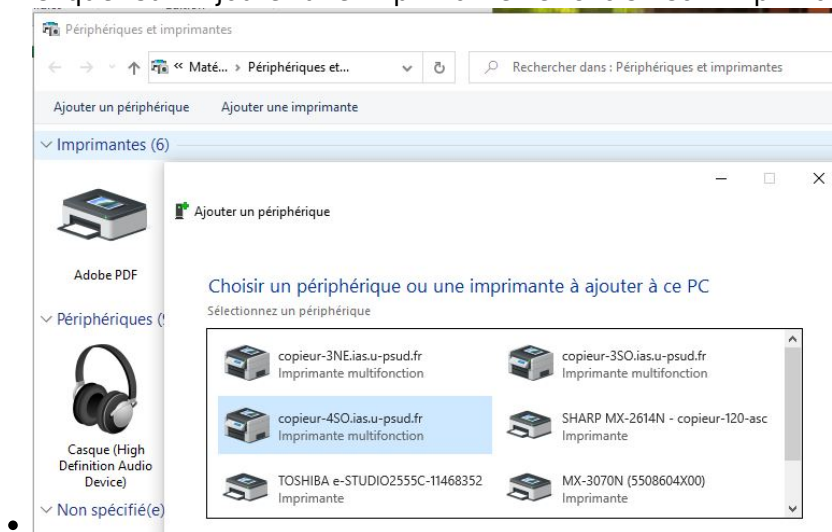 Périphériques et imprimantes
« Maté... › Périphériques et...
Rechercher dans : Périphériques et imprimantes
Ajouter un périphérique Ajouter une imprimante
Imprimantes (6)
Adobe PDF
Ajouter un périphérique
Choisir un périphérique ou une imprimante à ajouter à ce PC
Sélectionnez un périphérique
copieur-3NE.ias.u-psud.fr
Imprimante multifonction
copieur-3SO.ias.u-psud.fr
Imprimante multifonction
copieur-4SO.ias.u-psud.fr
Imprimante multifonction
SHARP MX-2614N - copieur-120-asc
Imprimante
TOSHIBA e-STUDIO2555C-11468352
Imprimante
MX-3070N (5508604X00)
Imprimante
Périphériques (
Casque (High
Definition Audio
Device)
Non spécifié(e)